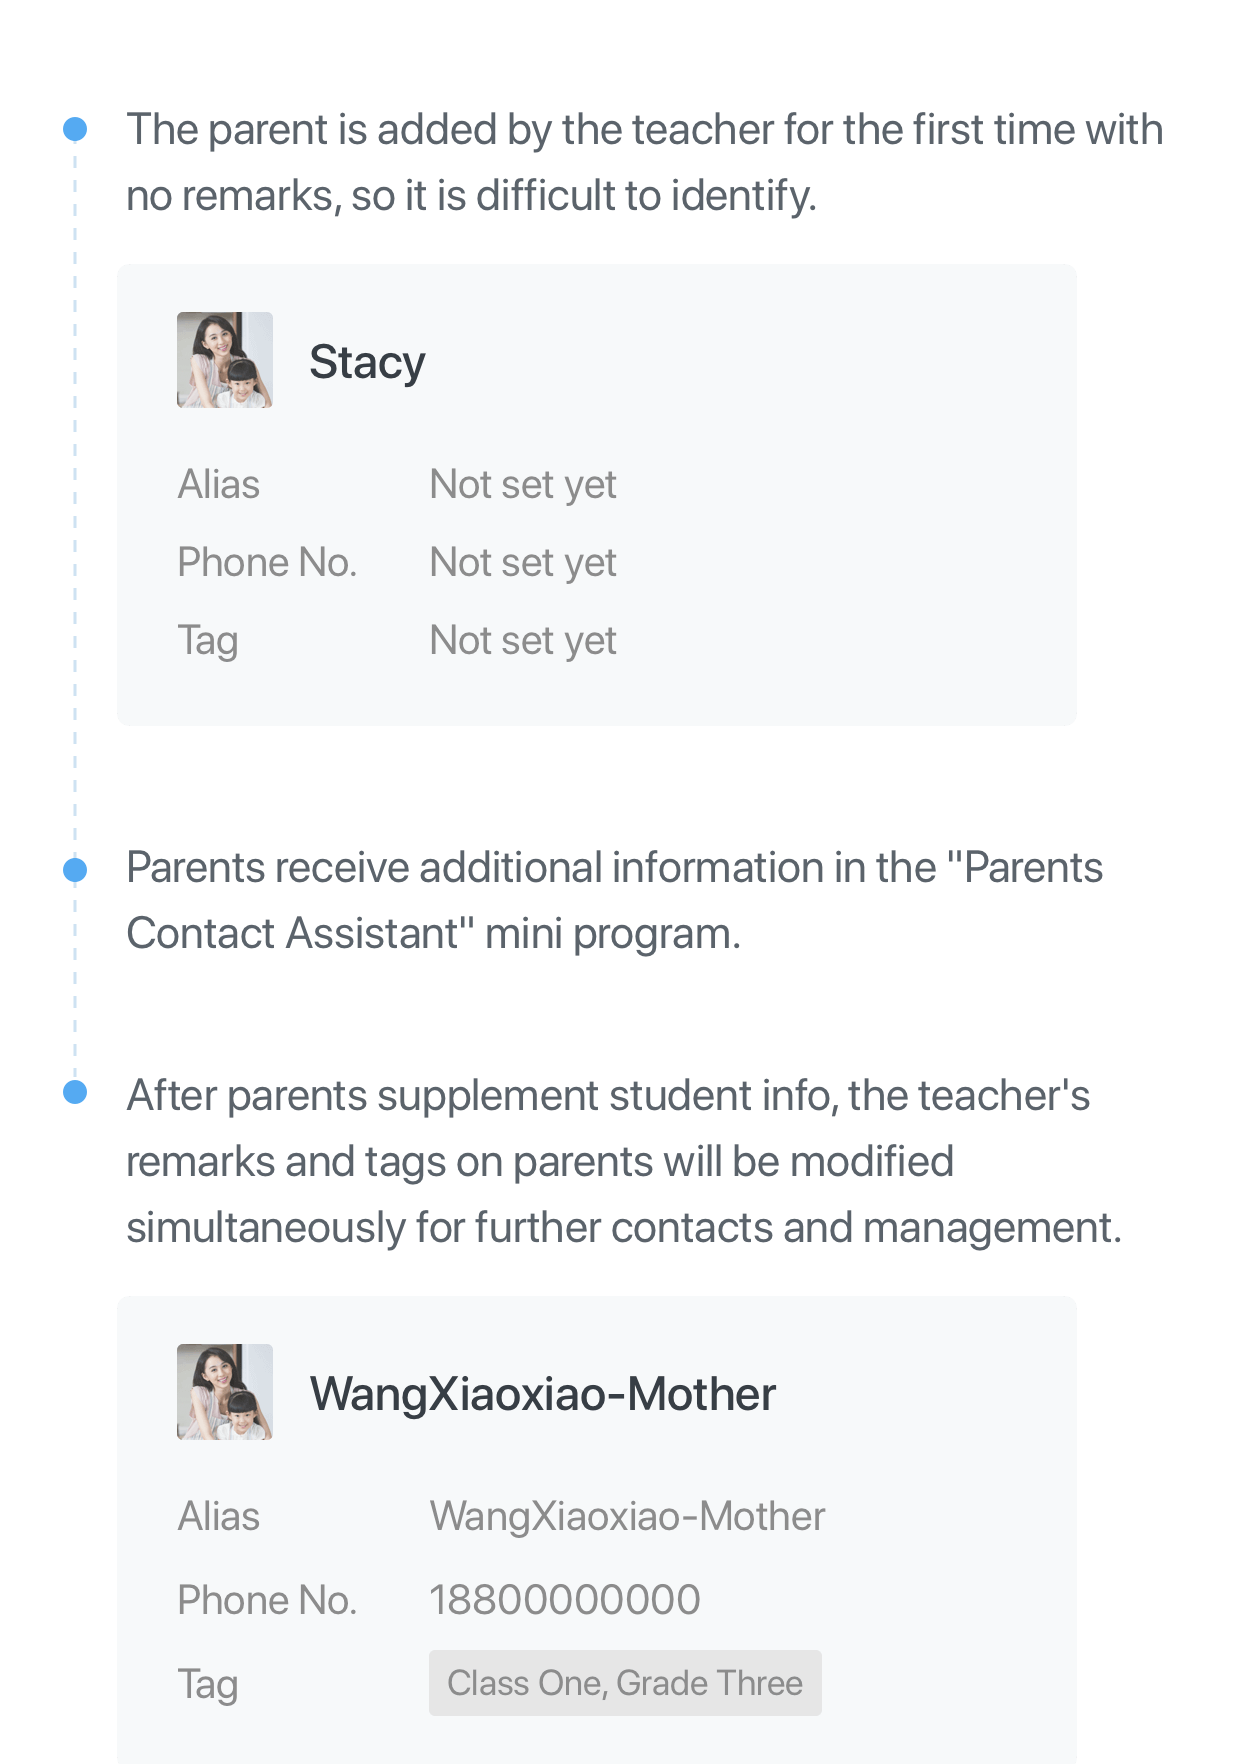 The parent is added by the teacher for the first time with
no remarks, so it is difficult to identify.
Stacy
Alias Not set yet
Phone No. Not set yet
Tag Not set yet
Parents receive additional information in the "Parents
Contact Assistant" mini program.
After parents supplement student info, the teacher's
remarks and tags on parents will be modified
simultaneously for further contacts and management.
WangXiaoxiao-Mother
Alias WangXiaoxiao-Mother
Phone No. 18800000000
Tag Class One, Grade Three